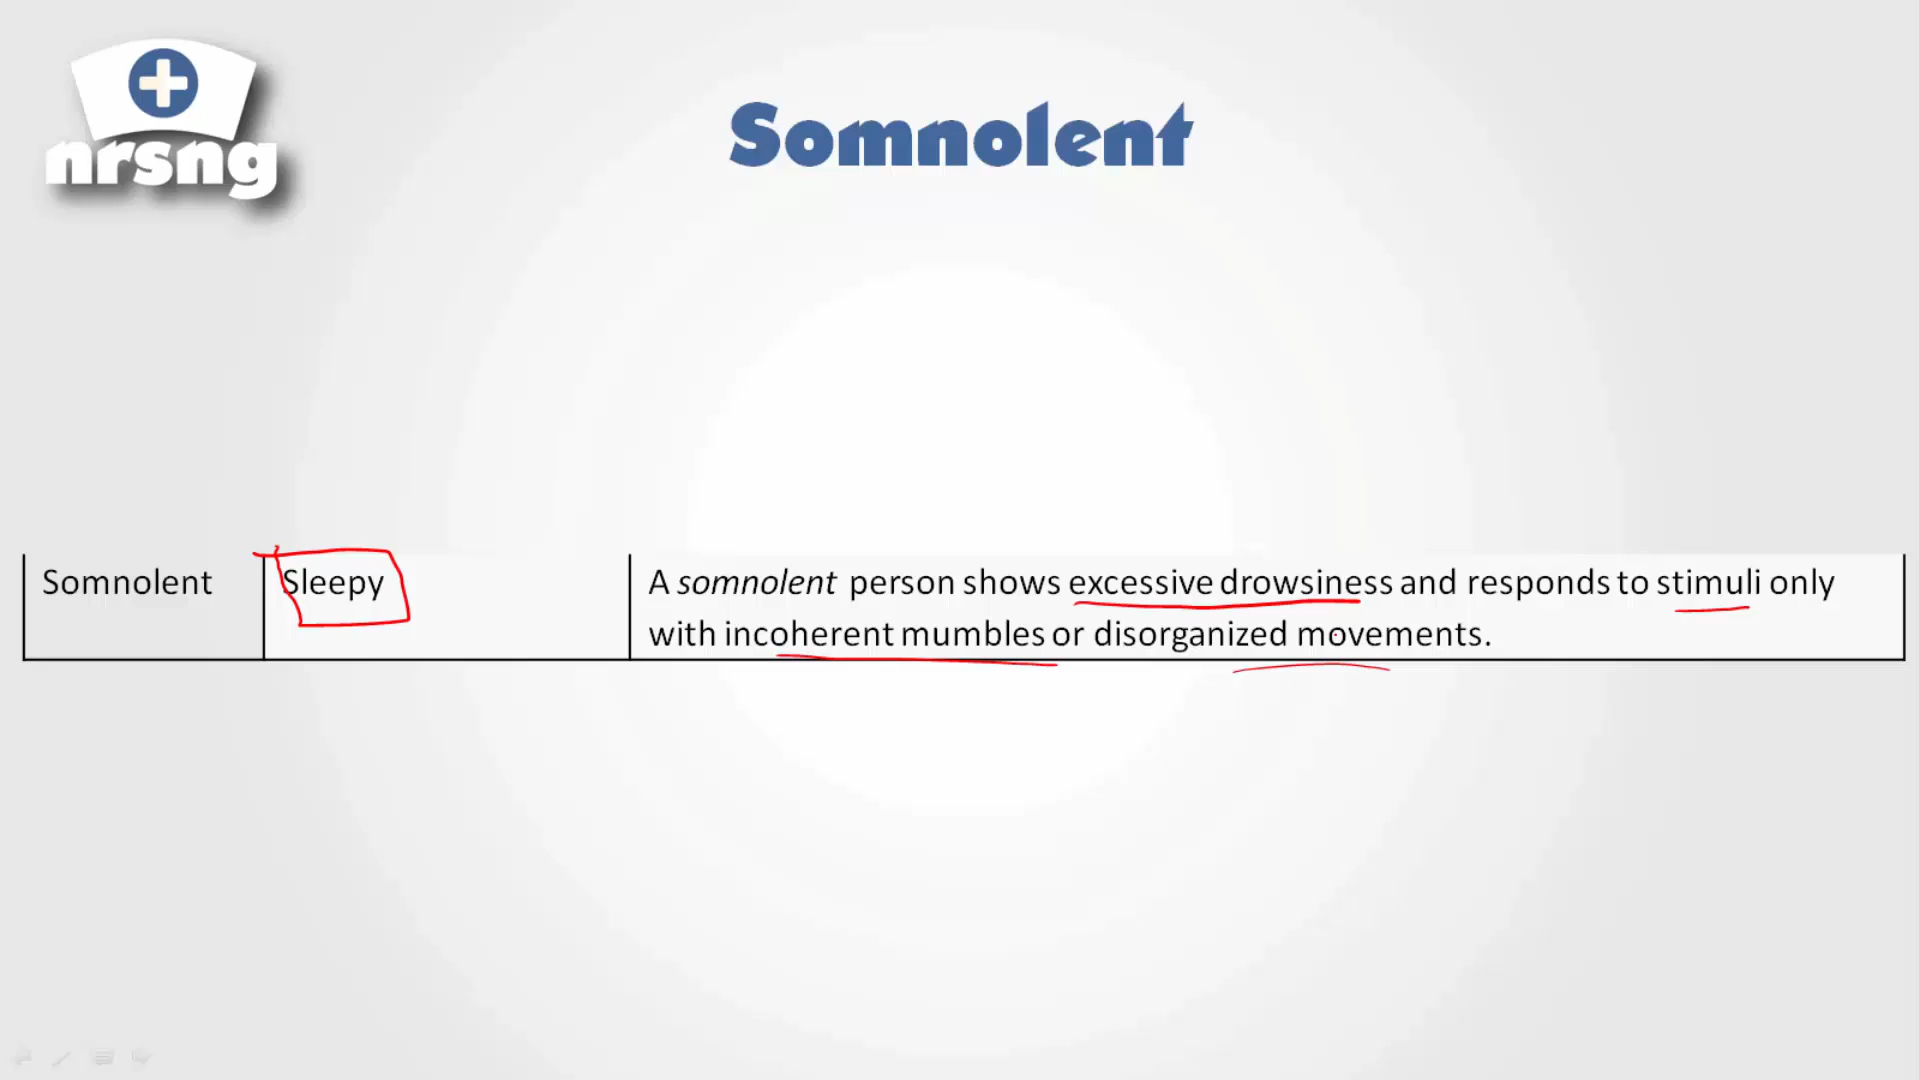 nrsng
Somnolent
Somnolent
Sleepy
A somnolent person shows excessive drowsiness and responds to stimuli only
with incoherent mumbles or disorganized movements.